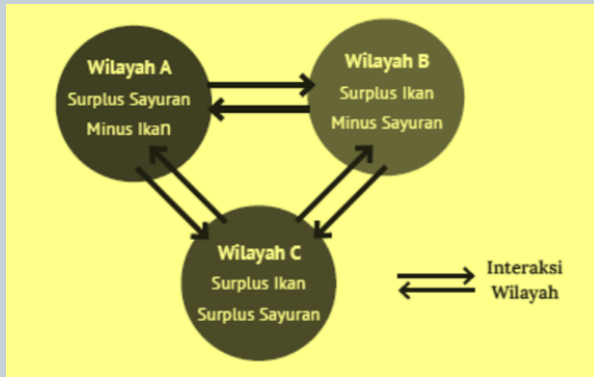 Wilayah A
Surplus Sayuran
Minus Ikan
Wilayah B
Surplus Ikan
Minus Sayuran
Wilayah C
Surplus Ikan
Surplus Sayuran
Interaksi
Wilayah